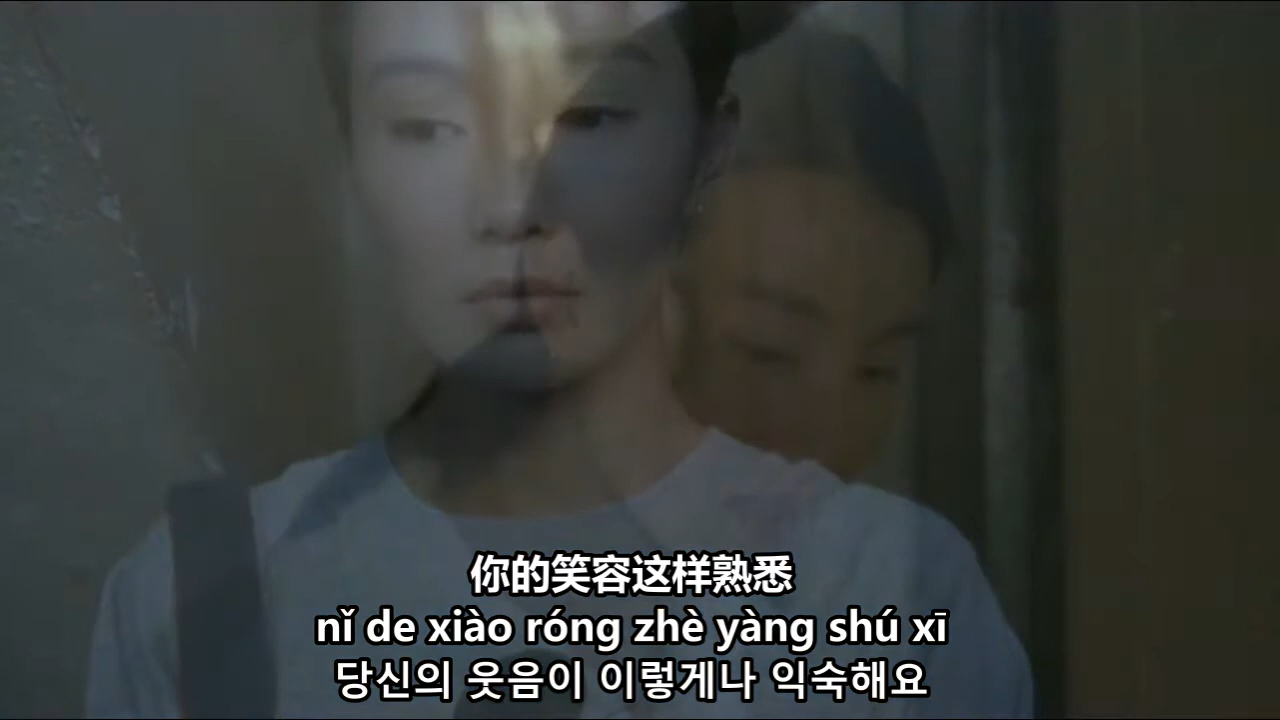 你的笑容这样熟悉
nǐ de xiào róng zhè yàng shú xī
당신의 웃음이 이렇게나 익숙해요